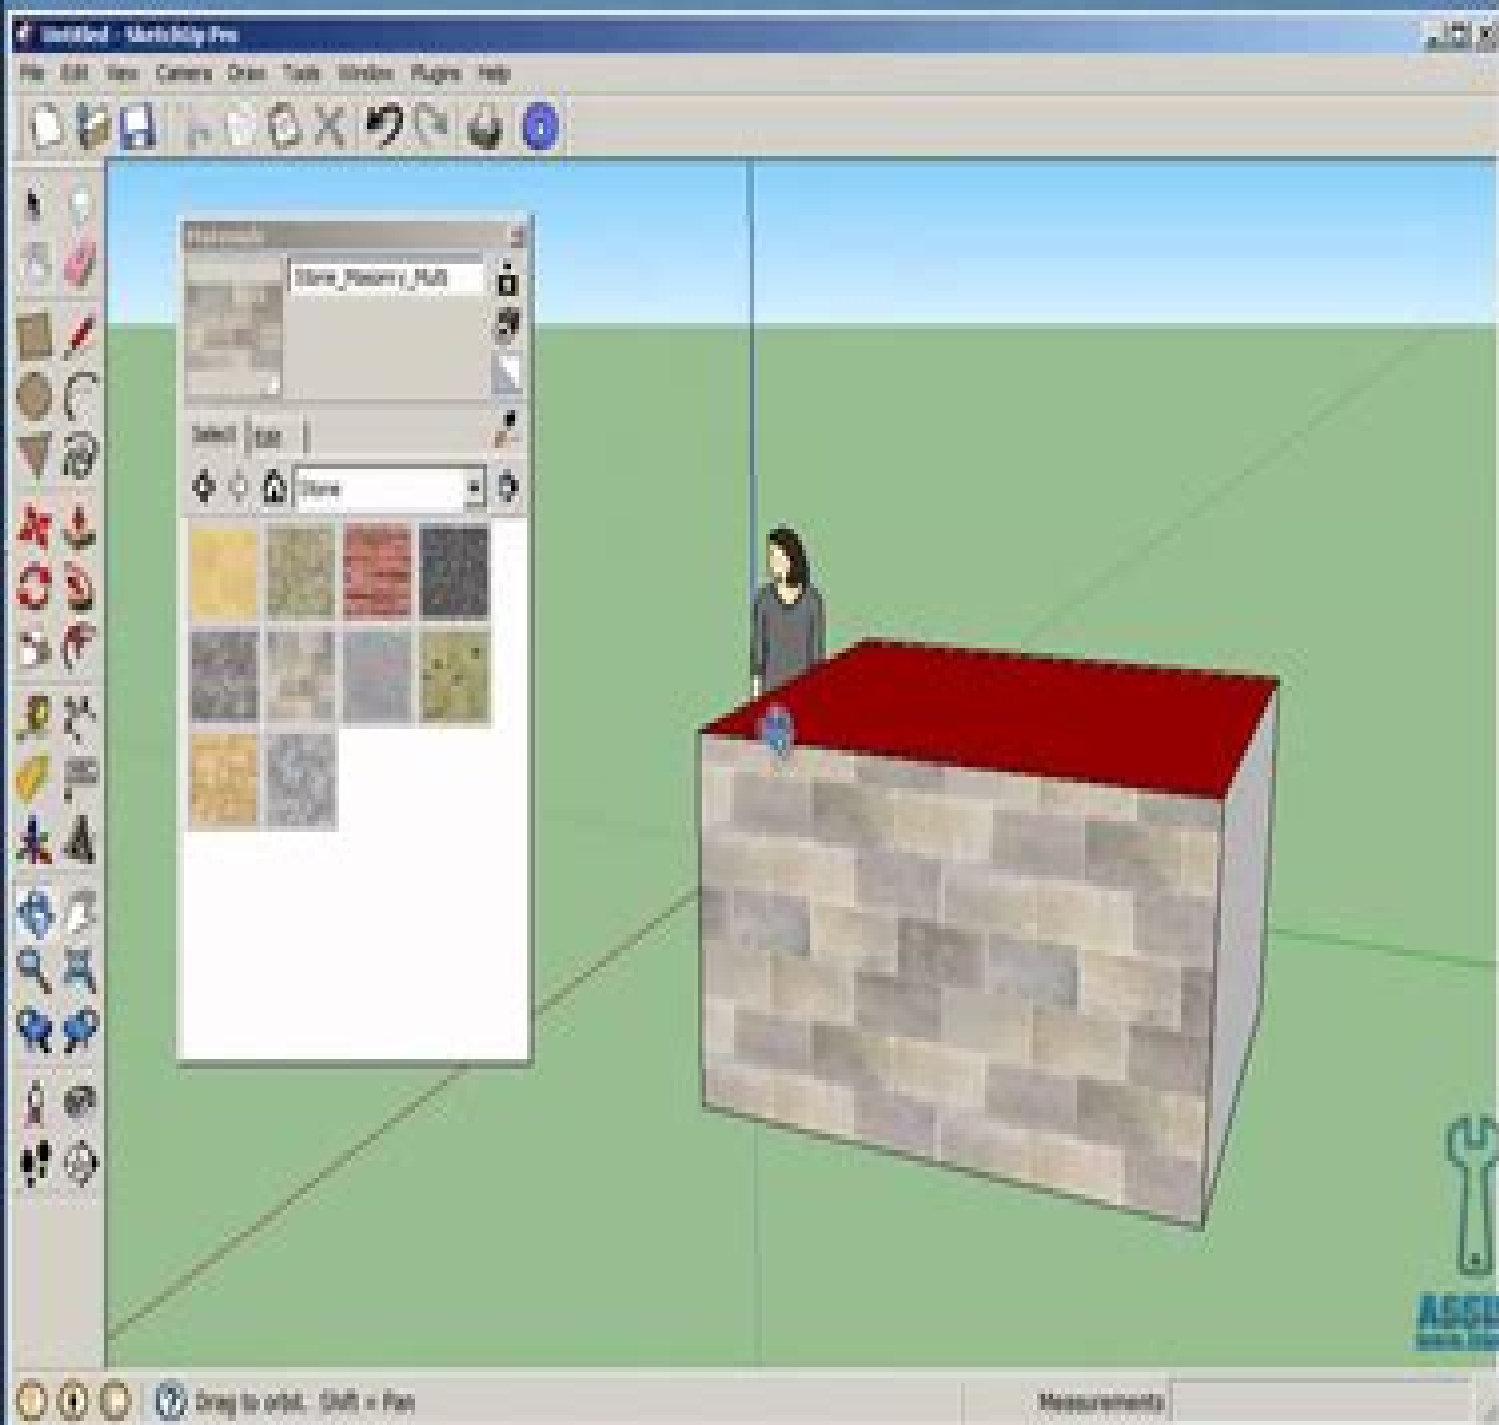 Untitled - SketchUp Pro
File Edit View Camera Draw Tools Window Plugins Help
Materials
Stone_Masonry_Multi
Select Edit
Stone
Drag to orbit. Shift = Pan
Measurements